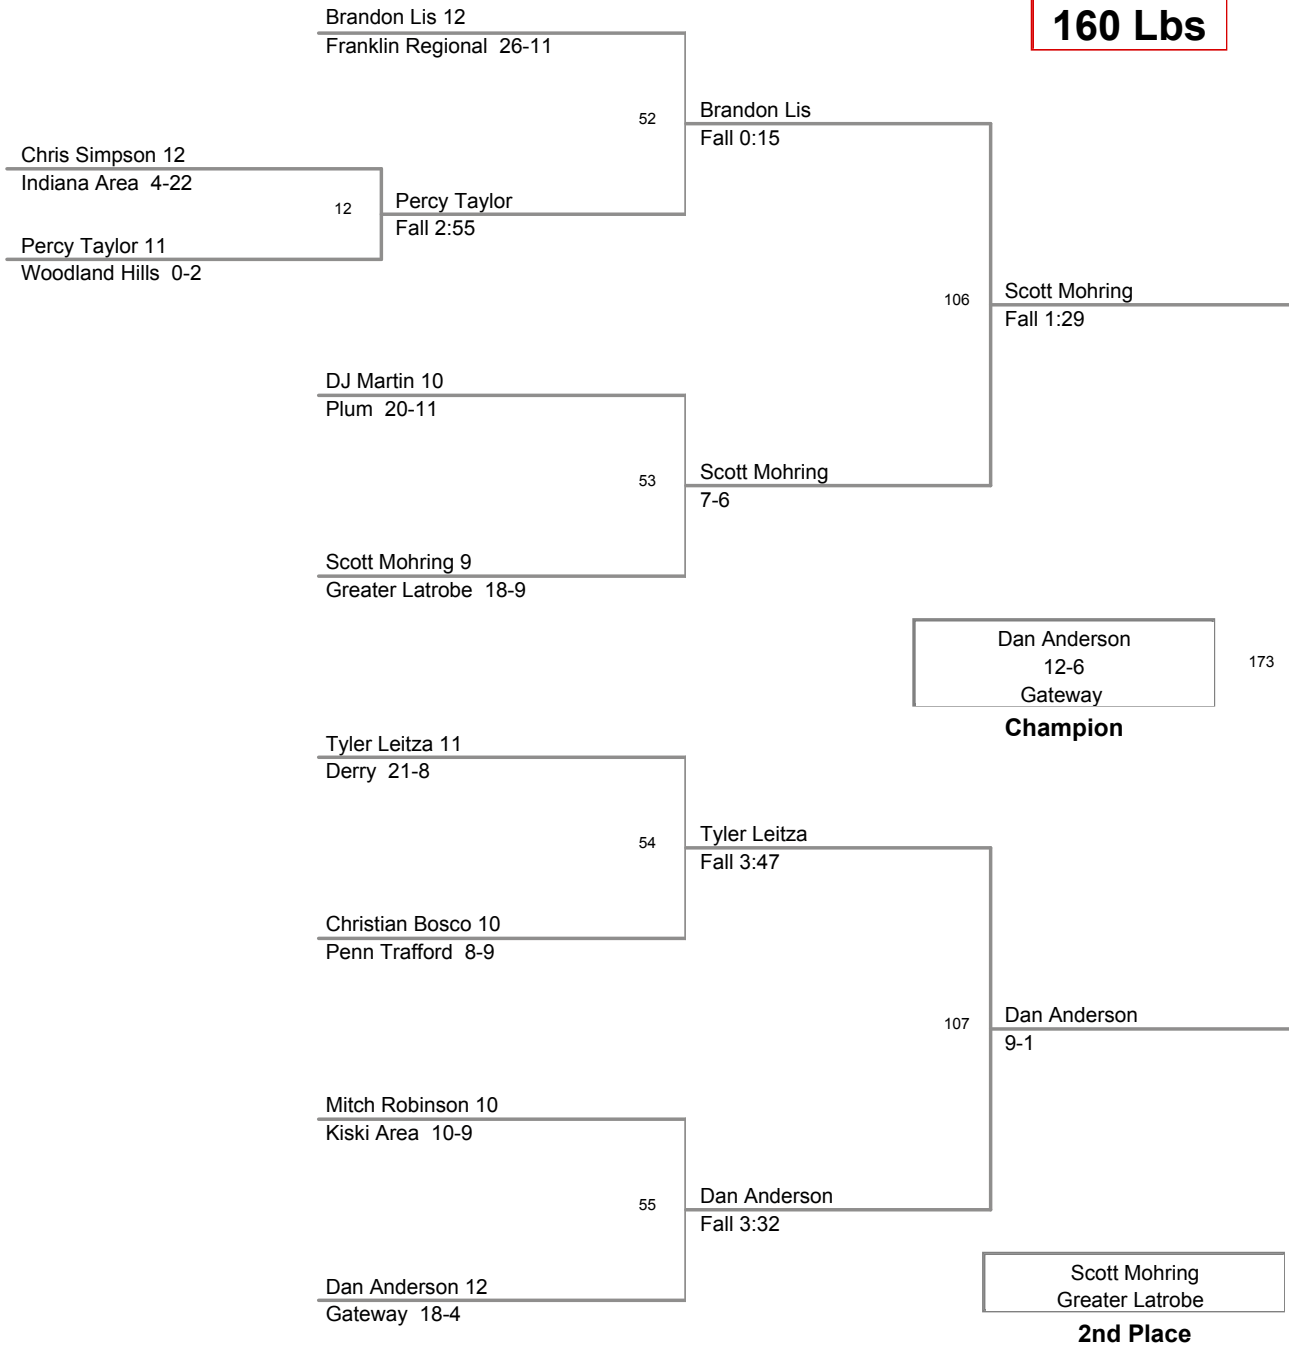 160 Lbs
Brandon Lis 12
Franklin Regional 26-11
52
Brandon Lis
Fall 0:15
Chris Simpson 12
Indiana Area 4-22
12
Percy Taylor
Fall 2:55
Percy Taylor 11
Woodland Hills 0-2
106
Scott Mohring
Fall 1:29
DJ Martin 10
Plum 20-11
53
Scott Mohring
7-6
Scott Mohring 9
Greater Latrobe 18-9
Dan Anderson
12-6
Gateway
173
Champion
Tyler Leitza 11
Derry 21-8
54
Tyler Leitza
Fall 3:47
Christian Bosco 10
Penn Trafford 8-9
107
Dan Anderson
9-1
Mitch Robinson 10
Kiski Area 10-9
55
Dan Anderson
Fall 3:32
Dan Anderson 12
Gateway 18-4
Scott Mohring
Greater Latrobe
2nd Place